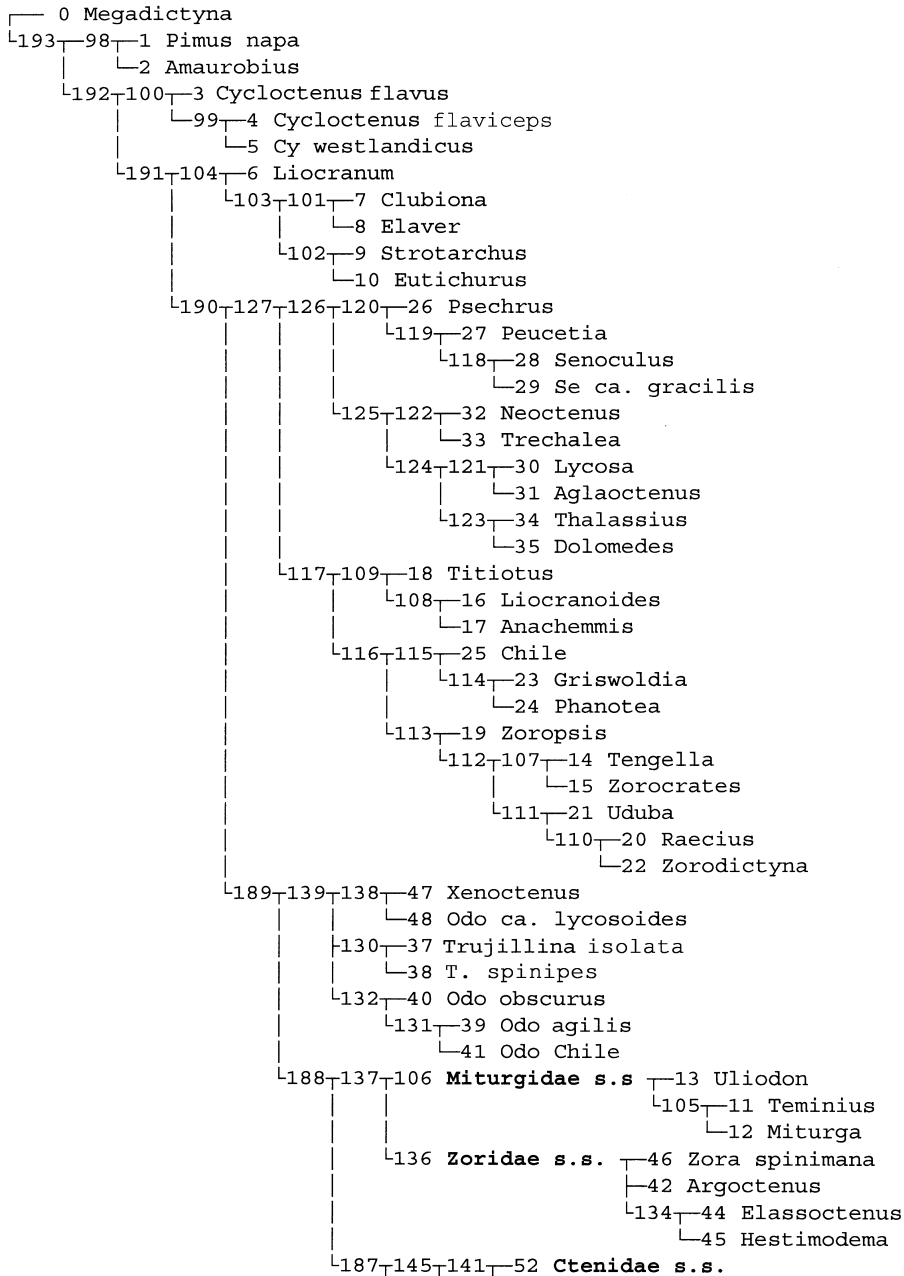 0 Megadictyna
193 98 1 Pimus napa
2 Amaurobius
192 100 3 Cycloctenus flavus
99 4 Cycloctenus flaviceps
5 Cy westlandicus
191 104 6 Liocranum
103 101 7 Clubiona
8 Elaver
102 9 Strotarchus
10 Eutichurus
190 127 126 120 26 Psechrus
119 27 Peucetia
118 28 Senoculus
29 Se ca. gracilis
125 122 32 Neoctenus
33 Trechalea
124 121 30 Lycosa
31 Aglaoctenus
123 34 Thalassius
35 Dolomedes
117 109 18 Titiotus
108 16 Liocranoides
17 Anachemmis
116 115 25 Chile
114 23 Griswoldia
24 Phanotea
113 19 Zoropsis
112 107 14 Tengella
15 Zorocrates
111 21 Uduba
110 20 Raecius
22 Zorodictyna
189 139 138 47 Xenoctenus
48 Odo ca. lycosoides
130 37 Trujillina isolata
38 T. spinipes
132 40 Odo obscurus
131 39 Odo agilis
41 Odo Chile
188 137 106 Miturgidae s.s 13 Uliodon
105 11 Teminius
12 Miturga
136 Zoridae s.s. 46 Zora spinimana
42 Argoctenus
134 44 Elassoctenus
45 Hestimodema
187 145 141 52 Ctenidae s.s.